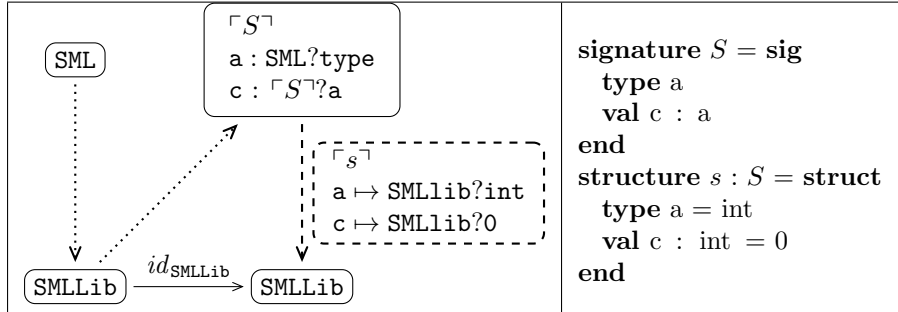 ⌜S⌝
a : SML?type
c : ⌜S⌝?a
SML
⌜s⌝
a ↦ SMLlib?int
c ↦ SMLlib?0
id_SMLLib
SMLLib
SMLLib
signature S = sig
type a
val c : a
end
structure s : S = struct
type a = int
val c : int = 0
end